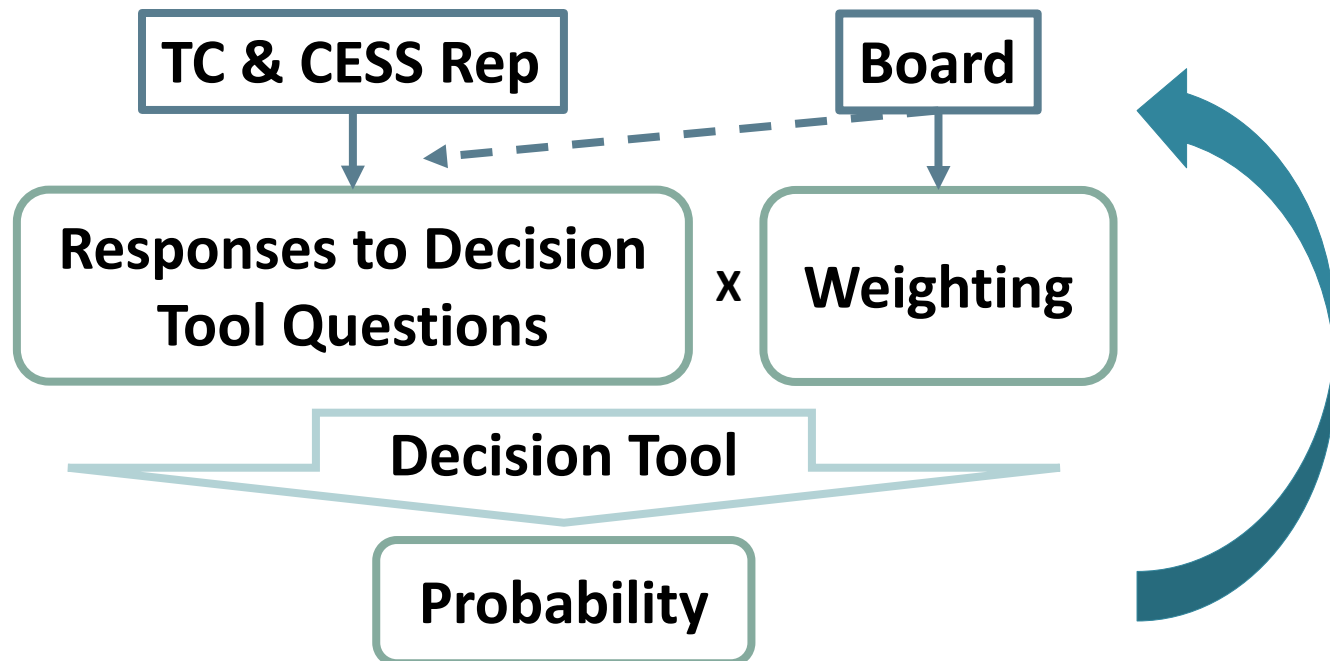 TC & CESS Rep
Board
Responses to Decision
Tool Questions
x
Weighting
Decision Tool
Probability